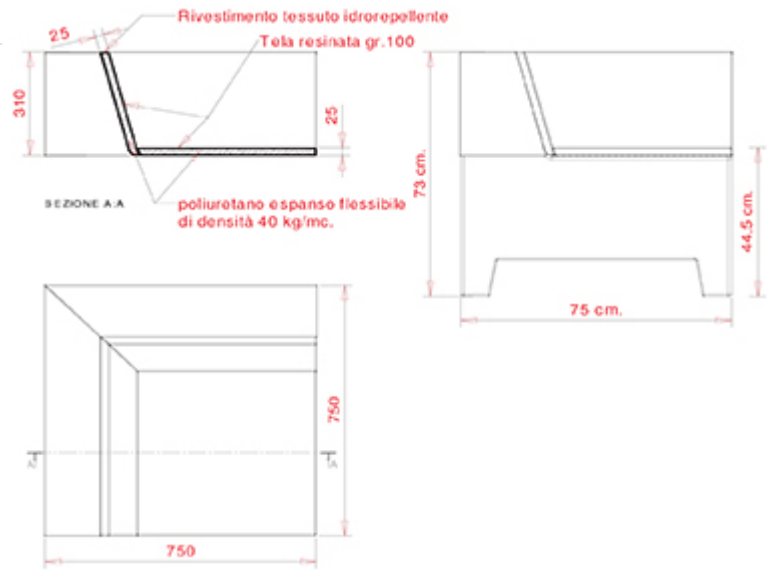 Rivestimento tessuto idrorepellente
25
Tela resinata gr.100
310
25
SEZIONE A:A
poliuretano espanso flessibile
di densità 40 kg/mc.
73 cm.
44.5 cm.
75 cm.
750
A
A
750